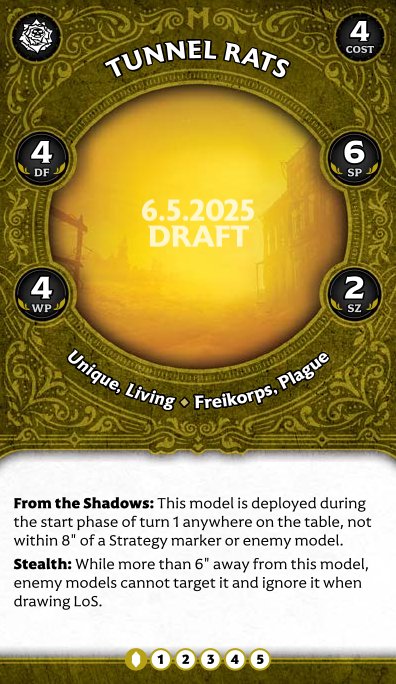 M
4
COST
TUNNEL RATS
4
DF
6
SP
6.5.2025
DRAFT
4
WP
2
SZ
Unique, Living ⬥ Freikorps, Plague
From the Shadows: This model is deployed during
the start phase of turn 1 anywhere on the table, not
within 8" of a Strategy marker or enemy model.
Stealth: While more than 6" away from this model,
enemy models cannot target it and ignore it when
drawing LoS.
1 2 3 4 5